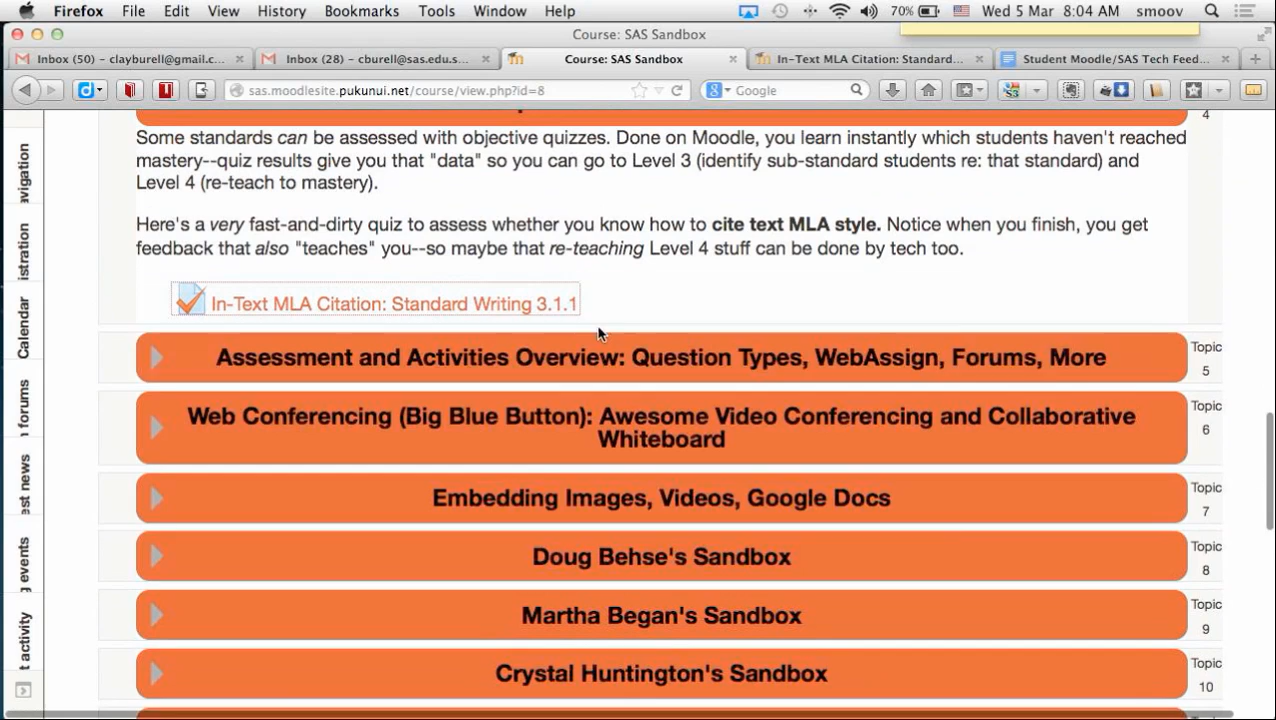 Firefox File Edit View History Bookmarks Tools Window Help 70% Wed 5 Mar 8:04 AM smoov
Course: SAS Sandbox
Inbox (50) – clayburell@gmail.c... Inbox (28) – cburell@sas.edu.s... Course: SAS Sandbox In-Text MLA Citation: Standard... Student Moodle/SAS Tech Feed...
sas.moodlesite.pukunui.net/course/view.php?id=8 Google
4
Some standards can be assessed with objective quizzes. Done on Moodle, you learn instantly which students haven't reached
mastery--quiz results give you that "data" so you can go to Level 3 (identify sub-standard students re: that standard) and
Level 4 (re-teach to mastery).
Here's a very fast-and-dirty quiz to assess whether you know how to cite text MLA style. Notice when you finish, you get
feedback that also "teaches" you--so maybe that re-teaching Level 4 stuff can be done by tech too.
In-Text MLA Citation: Standard Writing 3.1.1
Assessment and Activities Overview: Question Types, WebAssign, Forums, More
Topic
5
Web Conferencing (Big Blue Button): Awesome Video Conferencing and Collaborative
Whiteboard
Topic
6
Embedding Images, Videos, Google Docs
Topic
7
Doug Behse's Sandbox
Topic
8
Martha Began's Sandbox
Topic
9
Crystal Huntington's Sandbox
Topic
10
avigation
istration
Calendar
forums
est news
events
t activity